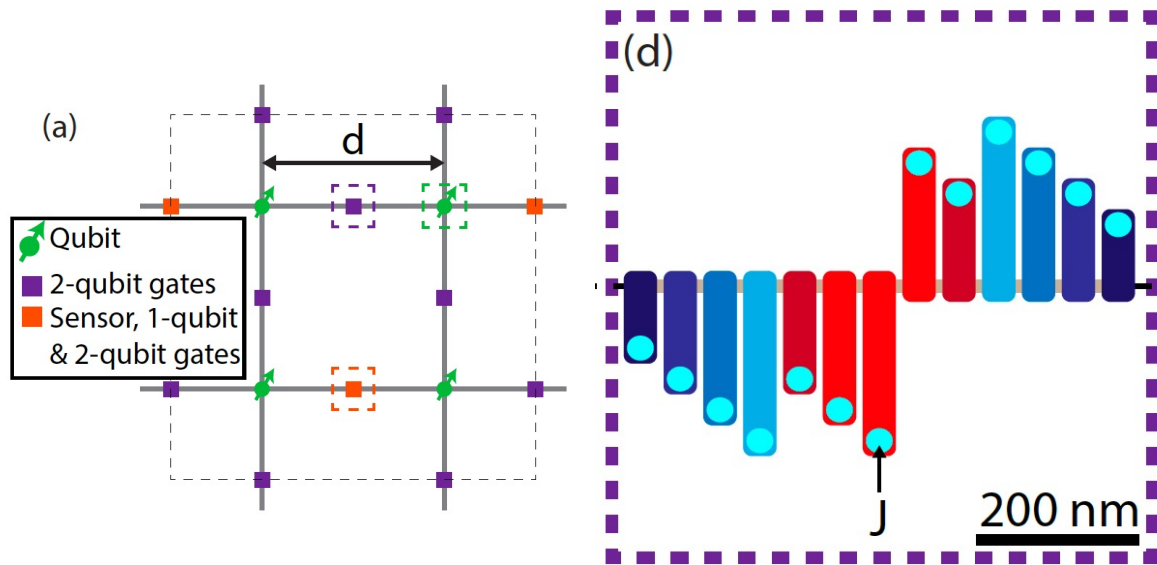 (a)
d
Qubit
2-qubit gates
Sensor, 1-qubit
& 2-qubit gates
(d)
J
200 nm